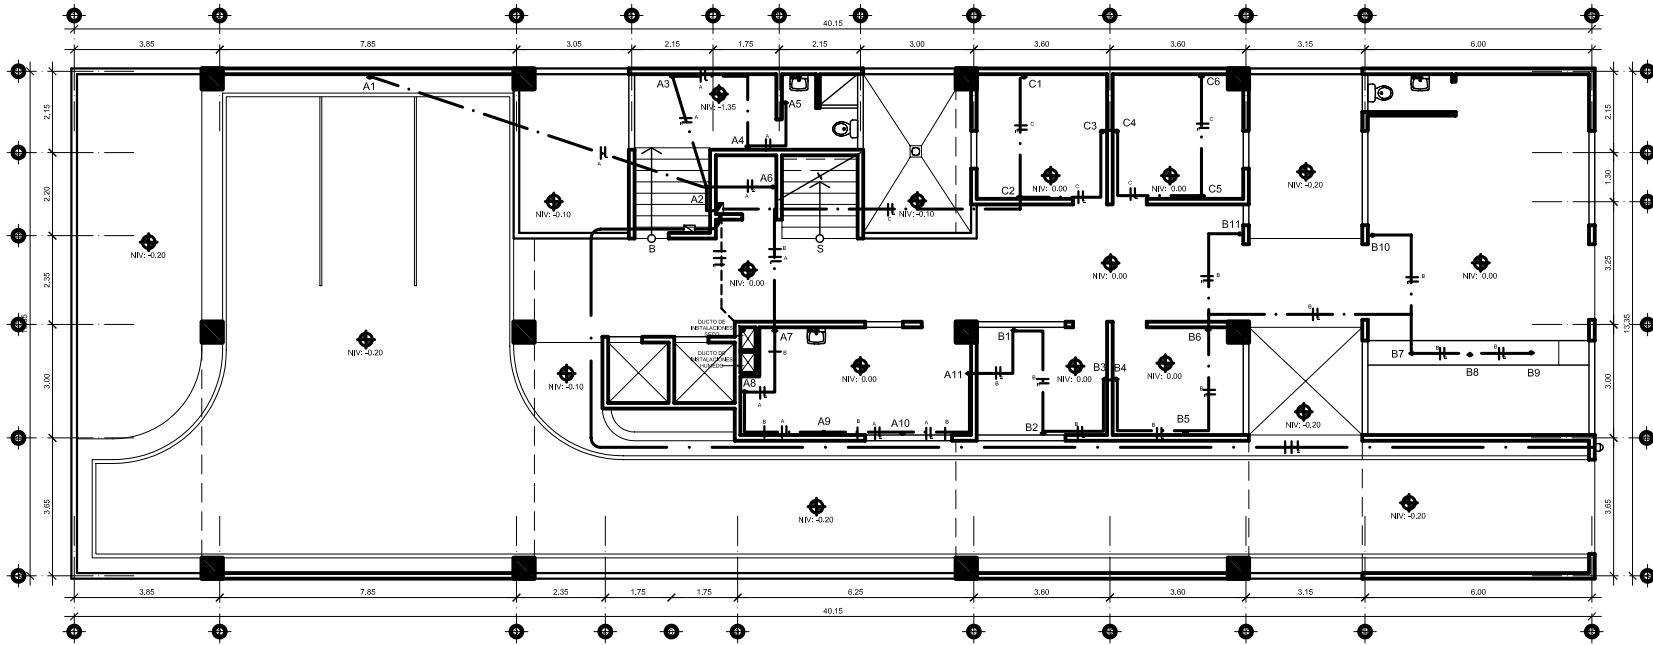 40.15
3.85 7.85 3.05 2.15 1.75 2.15 3.00 3.60 3.60 3.15 6.00
A1 A3 A C1 C6
NIV: -1.35
A5
2.15 2.15
C C
A C3 C4
A4 A
A
NIV: -0.10 A6 NIV: 0.00 NIV: 0.00 NIV: -0.20
A C2 C C C5
2.20 1.30
A2 C NIV: -0.10
B S B11 B10
NIV: -0.20 B A
NIV: 0.00 NIV: 0.00 NIV: 0.00
B B
2.35 3.25
13.35
B
DUCTO DE
INSTALACIONES
SECO
A7 B1 B6
NIV: -0.20
DUCTO DE
INSTALACIONES
HUMEDO
B B7 B B B8 B9
NIV: -0.10 A8 NIV: 0.00 A11 B NIV: 0.00 B3 B4 NIV: 0.00
A B B
3.00 3.00
B A A9 B A A10 A B B2 B B B5 NIV: -0.20
3.65 3.65
NIV: -0.20 NIV: -0.20
3.85 7.85 2.35 1.75 1.75 6.25 3.60 3.60 3.15 6.00
40.15